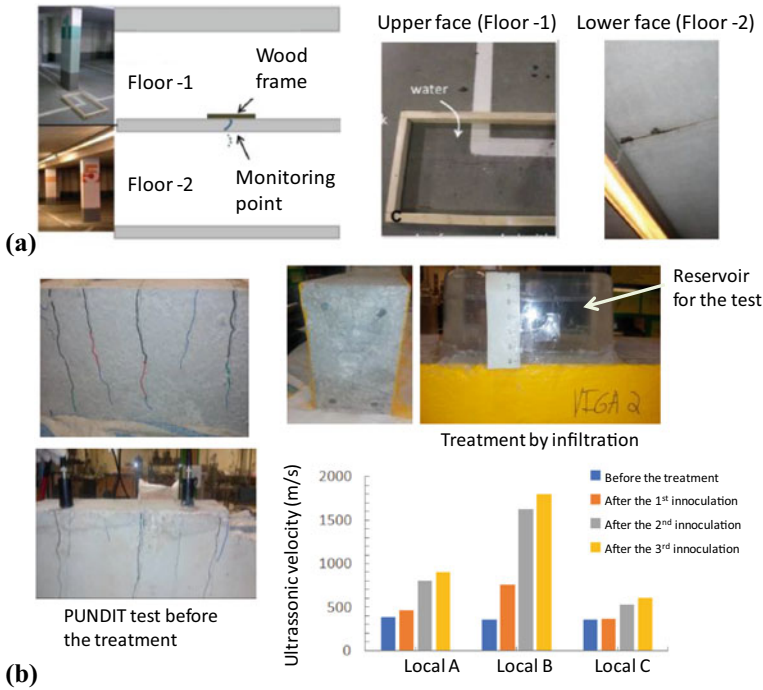 Upper face (Floor -1)
Lower face (Floor -2)
Floor -1
Wood
frame
water
Floor -2
Monitoring
point
C
(a)
Reservoir
for the test
VIGA 2
Treatment by infiltration
PUNDIT test before
the treatment
Ultrassonic velocity (m/s)
2000
1500
1000
500
0
Before the treatment
After the 1st innoculation
After the 2nd innoculation
After the 3rd innoculation
Local A
Local B
Local C
(b)